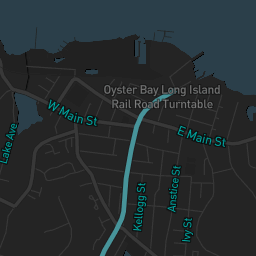 Oyster Bay Long Island
Rail Road Turntable
W Main St
E Main St
Lake Ave
Kellogg St
Anstice St
Ivy St